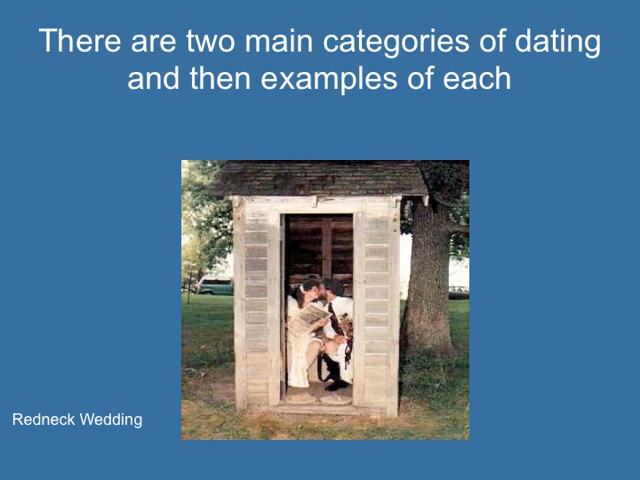 There are two main categories of dating
and then examples of each
Redneck Wedding